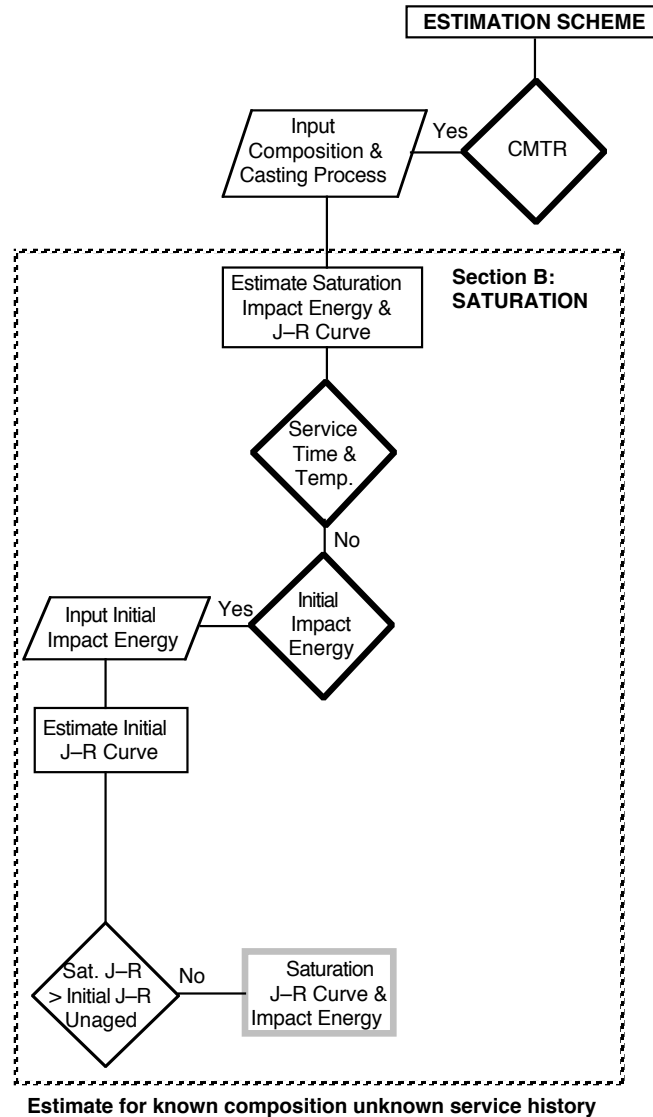 ESTIMATION SCHEME
CMTR
Yes
Input
Composition &
Casting Process
Section B:
SATURATION
Estimate Saturation
Impact Energy &
J–R Curve
Service
Time &
Temp.
No
Initial
Impact
Energy
Yes
Input Initial
Impact Energy
Estimate Initial
J–R Curve
Sat. J–R
> Initial J–R
Unaged
No
Saturation
J–R Curve &
Impact Energy
Estimate for known composition unknown service history